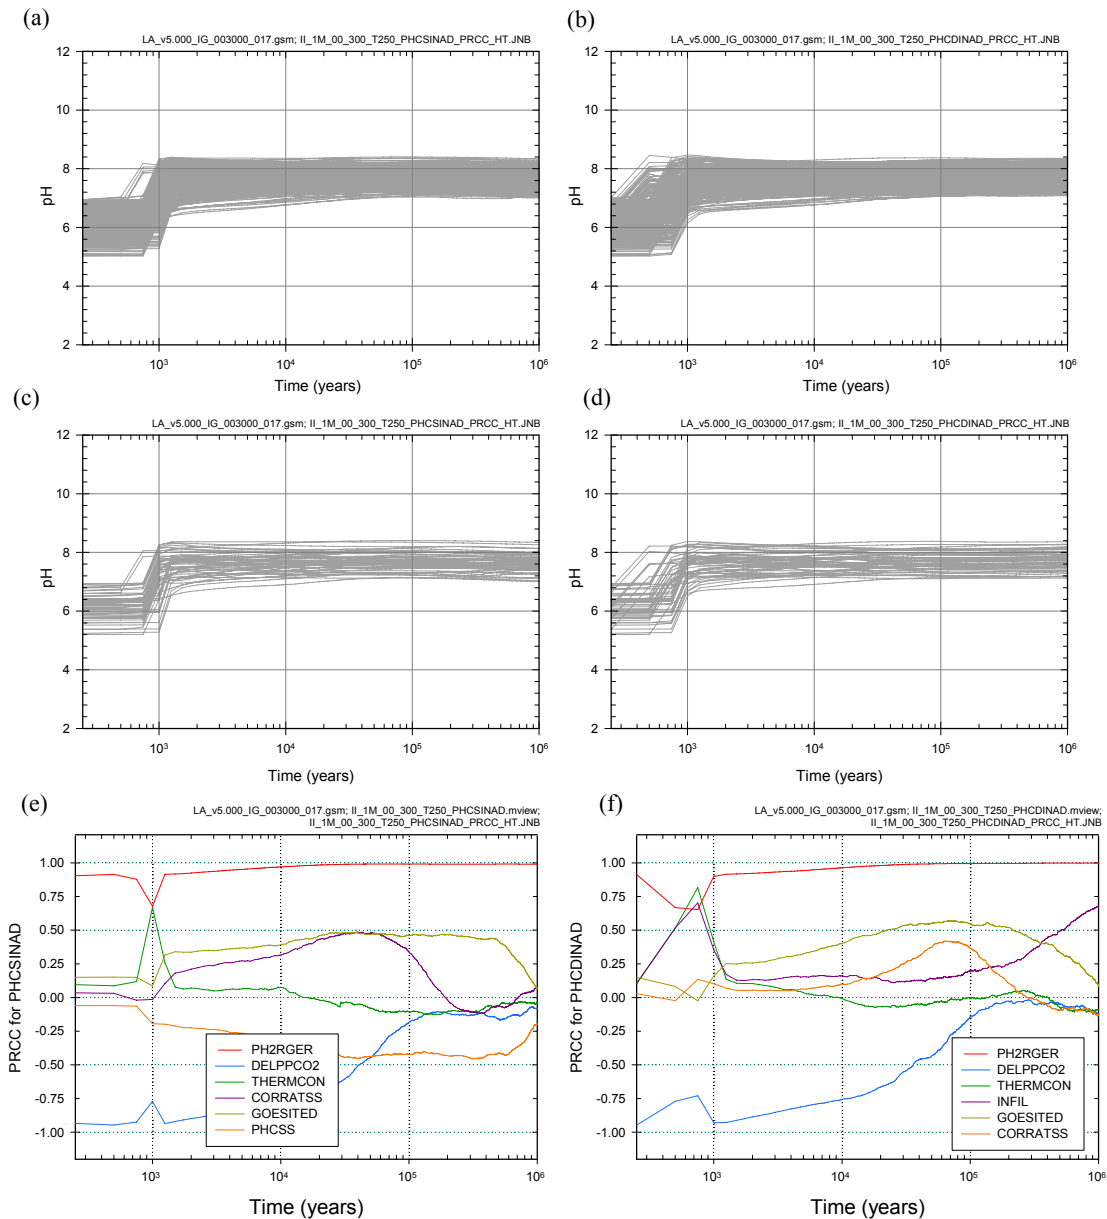 (a)
LA_v5.000_IG_003000_017.gsm; II_1M_00_300_T250_PHCSINAD_PRCC_HT.JNB
12
10
8
6
4
2
pH
10³ 10⁴ 10⁵ 10⁶
Time (years)
(b)
LA_v5.000_IG_003000_017.gsm; II_1M_00_300_T250_PHCDINAD_PRCC_HT.JNB
12
10
8
6
4
2
pH
10³ 10⁴ 10⁵ 10⁶
Time (years)
(c)
LA_v5.000_IG_003000_017.gsm; II_1M_00_300_T250_PHCSINAD_PRCC_HT.JNB
12
10
8
6
4
2
pH
10³ 10⁴ 10⁵ 10⁶
Time (years)
(d)
LA_v5.000_IG_003000_017.gsm; II_1M_00_300_T250_PHCDINAD_PRCC_HT.JNB
12
10
8
6
4
2
pH
10³ 10⁴ 10⁵ 10⁶
Time (years)
(e)
LA_v5.000_IG_003000_017.gsm; II_1M_00_300_T250_PHCSINAD.mview;
II_1M_00_300_T250_PHCSINAD_PRCC_HT.JNB
1.00
0.75
0.50
0.25
0.00
-0.25
-0.50
-0.75
-1.00
PRCC for PHCSINAD
PH2RGER
DELPPCO2
THERMCON
CORRATSS
GOESITED
PHCSS
10³ 10⁴ 10⁵ 10⁶
Time (years)
(f)
LA_v5.000_IG_003000_017.gsm; II_1M_00_300_T250_PHCDINAD.mview;
II_1M_00_300_T250_PHCDINAD_PRCC_HT.JNB
1.00
0.75
0.50
0.25
0.00
-0.25
-0.50
-0.75
-1.00
PRCC for PHCDINAD
PH2RGER
DELPPCO2
THERMCON
INFIL
GOESITED
CORRATSS
10³ 10⁴ 10⁵ 10⁶
Time (years)